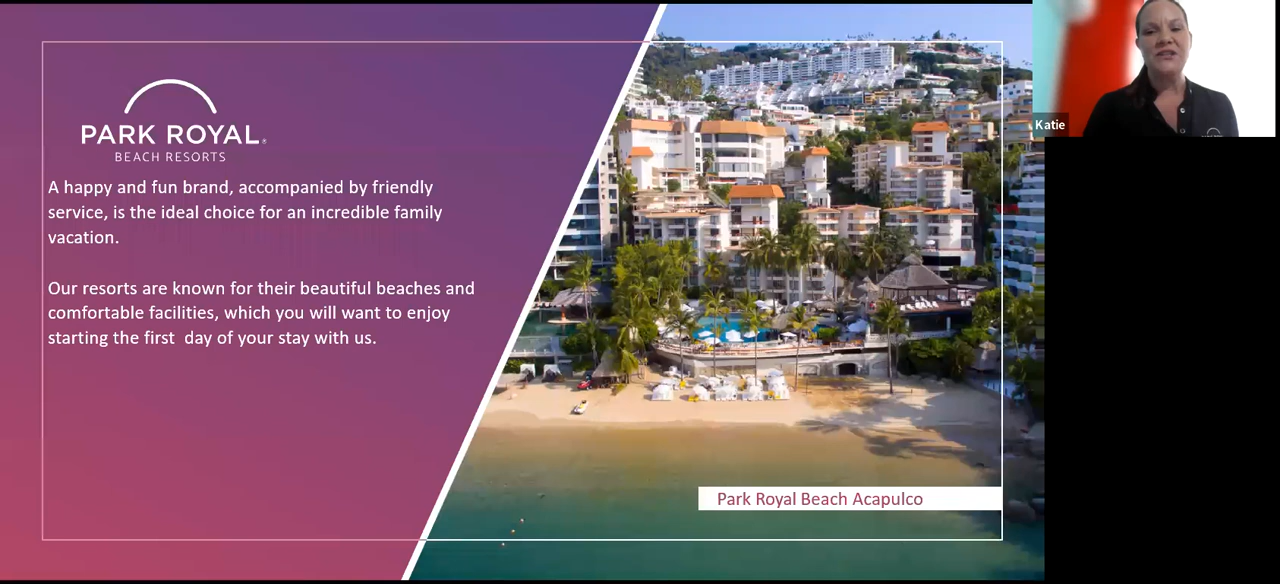 PARK ROYAL®
BEACH RESORTS
A happy and fun brand, accompanied by friendly
service, is the ideal choice for an incredible family
vacation.
Our resorts are known for their beautiful beaches and
comfortable facilities, which you will want to enjoy
starting the first  day of your stay with us.
Park Royal Beach Acapulco
Katie